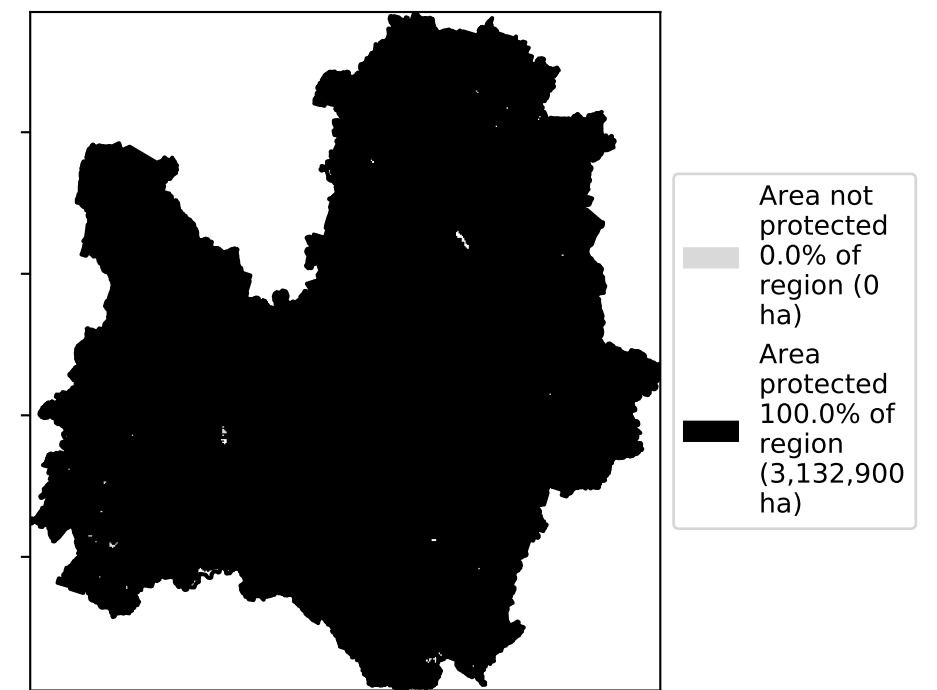 Area not
protected
0.0% of
region (0
ha)
Area
protected
100.0% of
region
(3,132,900
ha)